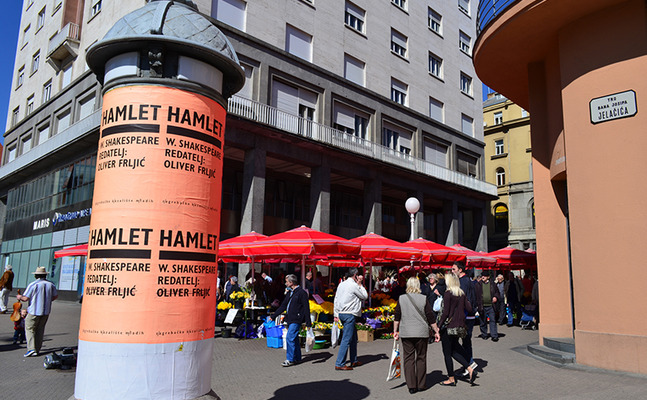 HAMLET HAMLET
W. SHAKESPEARE W. SHAKESPEARE
REDATELJ: REDATELJ:
OLIVER FRLJIĆ OLIVER FRLJIĆ
HAMLET HAMLET
W. SHAKESPEARE W. SHAKESPEARE
REDATELJ: REDATELJ:
OLIVER FRLJIĆ OLIVER FRLJIĆ
MARIS
TRG
BANA JOSIPA
JELAČIĆA